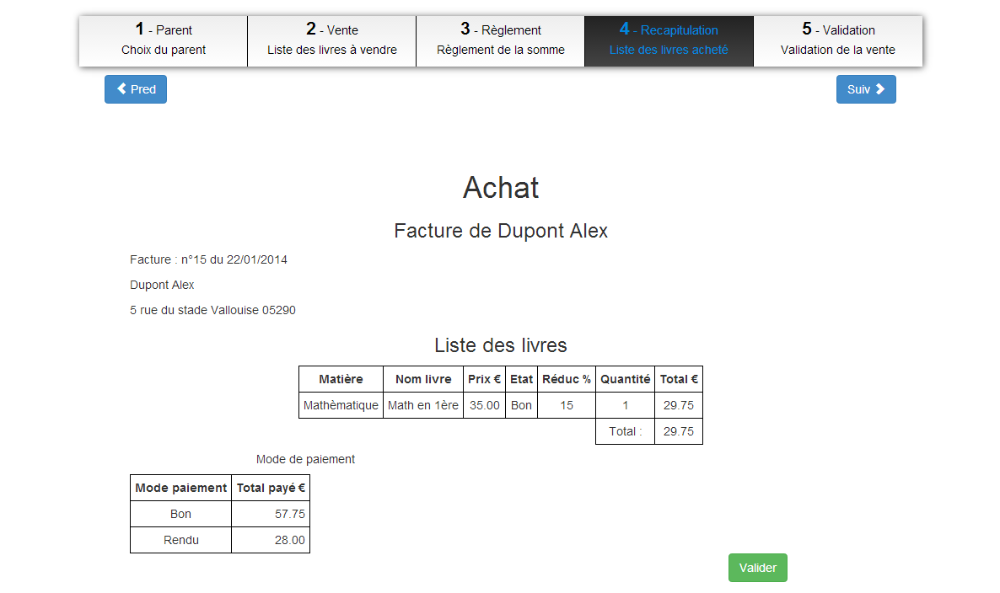 1 - Parent
Choix du parent
2 - Vente
Liste des livres à vendre
3 - Règlement
Règlement de la somme
4 - Recapitulation
Liste des livres acheté
5 - Validation
Validation de la vente
Pred
Suiv
Achat
Facture de Dupont Alex
Facture : n°15 du 22/01/2014
Dupont Alex
5 rue du stade Vallouise 05290
Liste des livres
Matière Nom livre Prix € Etat Réduc % Quantité Total €
Mathèmatique Math en 1ère 35.00 Bon 15 1 29.75
Total : 29.75
Mode de paiement
Mode paiement Total payé €
Bon 57.75
Rendu 28.00
Valider